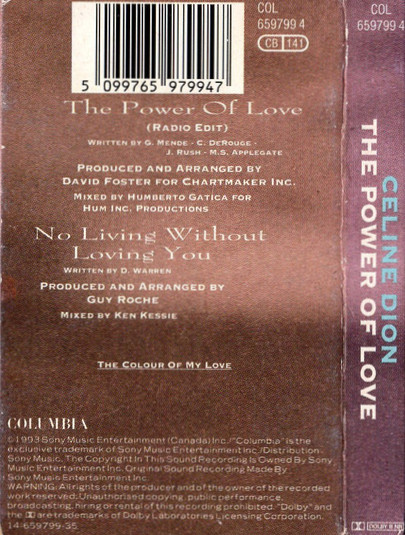 COL
659799 4
CB 141
5 099765 979947
The Power Of Love
(RADIO EDIT)
WRITTEN BY G. MENDE - C. DEROUGE -
J. RUSH - M.S. APPLEGATE
PRODUCED AND ARRANGED BY
DAVID FOSTER FOR CHARTMAKER INC.
MIXED BY HUMBERTO GATICA FOR
HUM INC. PRODUCTIONS
No Living Without
Loving You
WRITTEN BY D. WARREN
PRODUCED AND ARRANGED BY
GUY ROCHE
MIXED BY KEN KESSIE
THE COLOUR OF MY LOVE
COLUMBIA
©1993 Sony Music Entertainment (Canada) Inc./"Columbia" is the
exclusive trademark of Sony Music Entertainment Inc./Distribution
Sony Music. The Copyright In This Sound Recording Is Owned By Sony
Music Entertainment Inc. Original Sound Recording Made By
Sony Music Entertainment Inc.
WARNING: All rights of the producer and of the owner of the recorded
work reserved. Unauthorised copying, public performance,
broadcasting, hiring or rental of this recording prohibited. "Dolby" and
the are trademarks of Dolby Laboratories Licensing Corporation.
14-659799-35
COL
659799 4
CELINE DION
THE POWER OF LOVE
DOLBY B NR